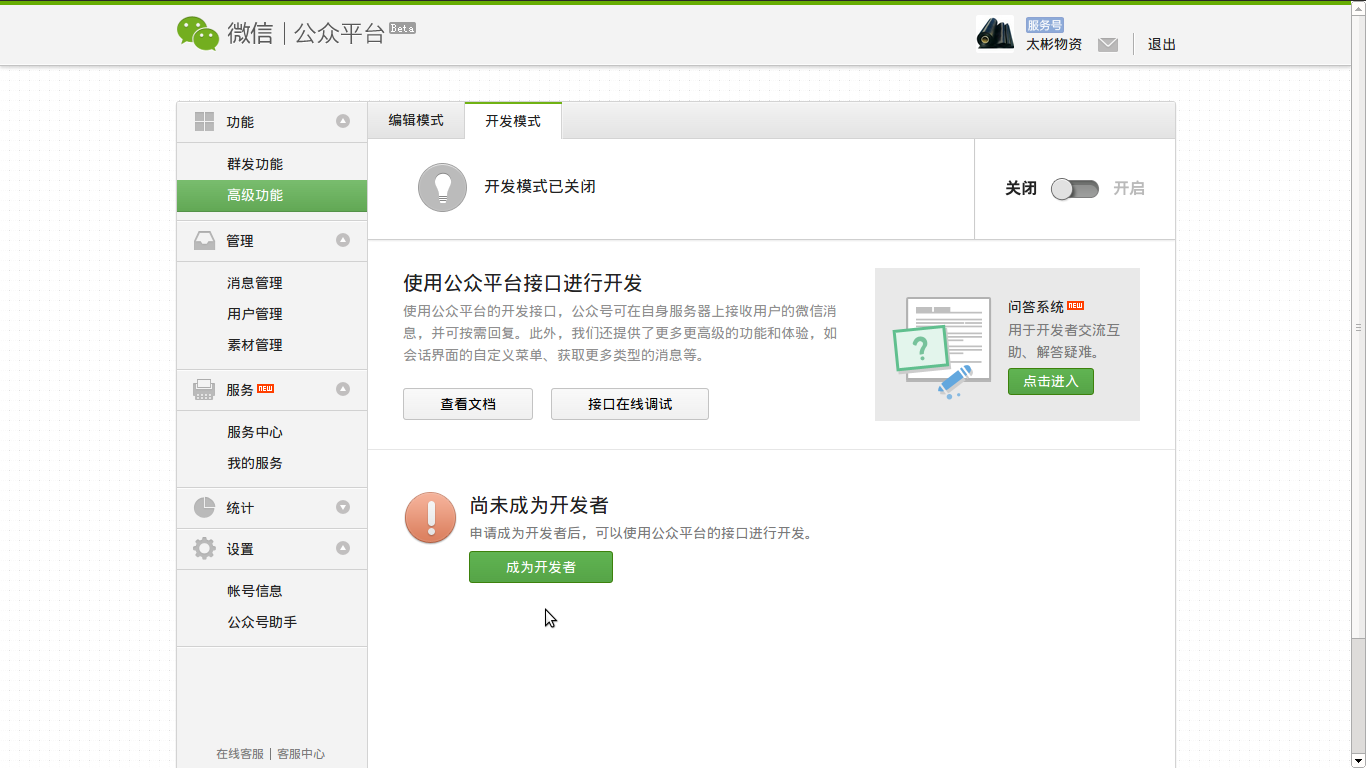 微信 | 公众平台 Beta
服务号
太彬物资
退出
功能
群发功能
高级功能
管理
消息管理
用户管理
素材管理
服务 NEW
服务中心
我的服务
统计
设置
帐号信息
公众号助手
在线客服 | 客服中心
编辑模式 开发模式
开发模式已关闭
关闭 开启
使用公众平台接口进行开发
使用公众平台的开发接口，公众号可在自身服务器上接收用户的微信消
息，并可按需回复。此外，我们还提供了更多更高级的功能和体验，如
会话界面的自定义菜单、获取更多类型的消息等。
查看文档 接口在线调试
?
问答系统 NEW
用于开发者交流互
助、解答疑难。
点击进入
尚未成为开发者
申请成为开发者后，可以使用公众平台的接口进行开发。
成为开发者